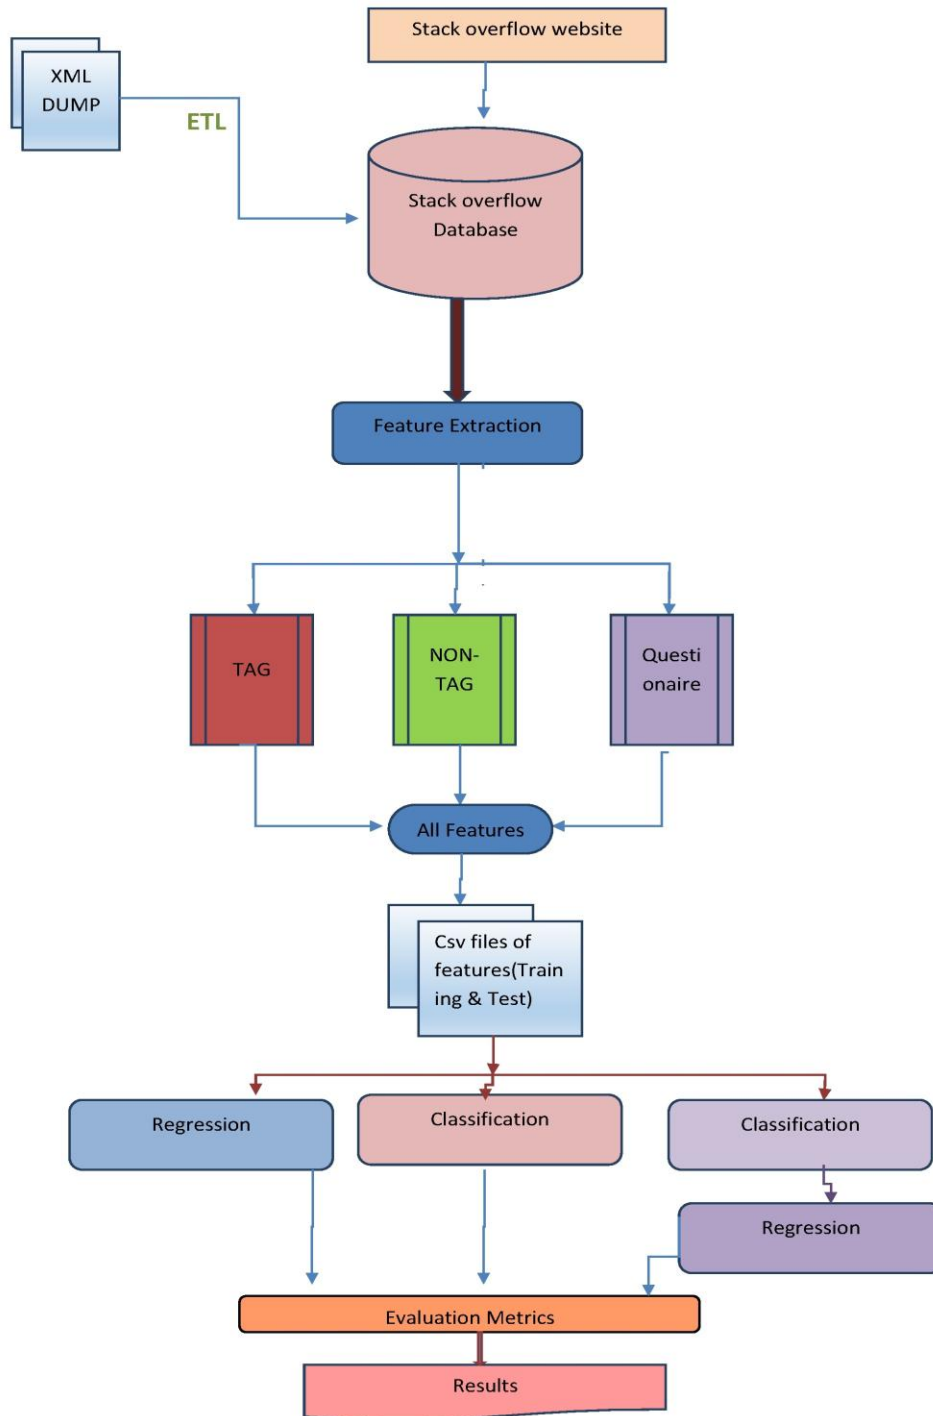 Stack overflow website
XML
DUMP
ETL
Stack overflow
Database
Feature Extraction
TAG
NON-
TAG
Questi
onaire
All Features
Csv files of
features(Train
ing & Test)
Regression
Classification
Classification
Regression
Evaluation Metrics
Results